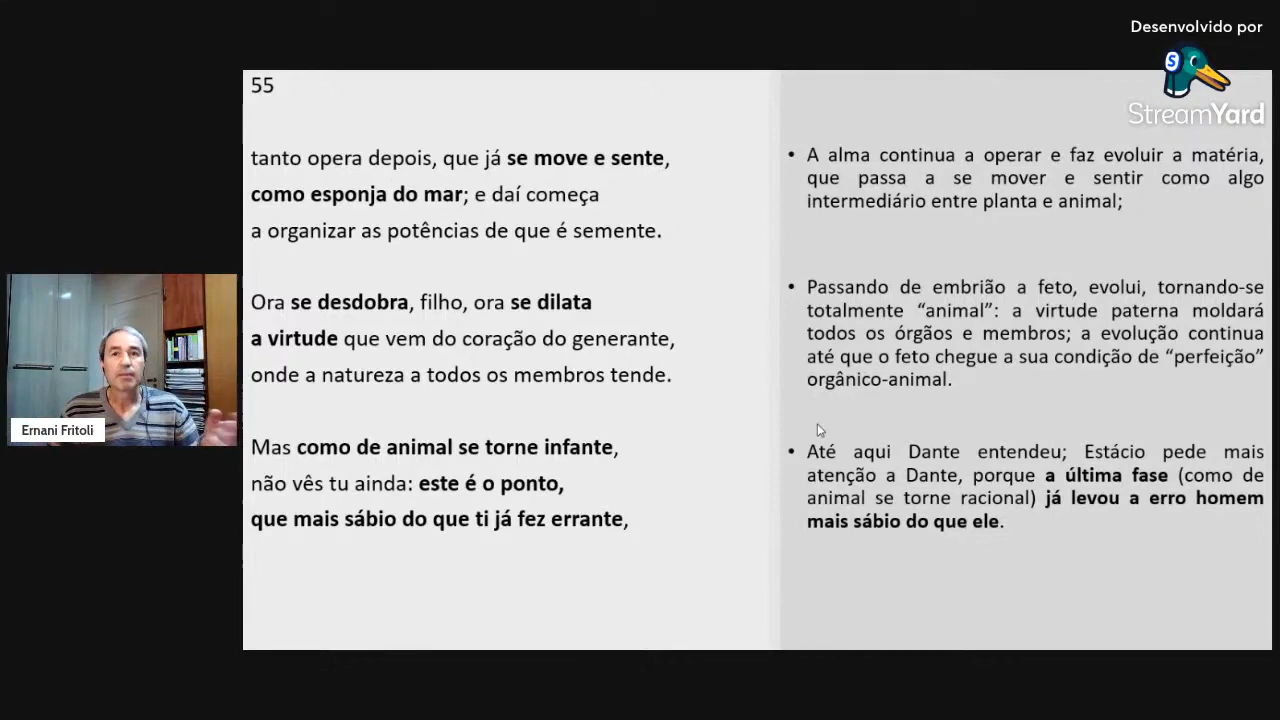 Desenvolvido por
StreamYard
55
tanto opera depois, que já se move e sente,
como esponja do mar; e daí começa
a organizar as potências de que é semente.
Ora se desdobra, filho, ora se dilata
a virtude que vem do coração do generante,
onde a natureza a todos os membros tende.
Mas como de animal se torne infante,
não vês tu ainda: este é o ponto,
que mais sábio do que ti já fez errante,
• A alma continua a operar e faz evoluir a matéria,
que passa a se mover e sentir como algo
intermediário entre planta e animal;
• Passando de embrião a feto, evolui, tornando-se
totalmente “animal”: a virtude paterna moldará
todos os órgãos e membros; a evolução continua
até que o feto chegue a sua condição de “perfeição”
orgânico-animal.
• Até aqui Dante entendeu; Estácio pede mais
atenção a Dante, porque a última fase (como de
animal se torne racional) já levou a erro homem
mais sábio do que ele.
Ernani Fritoli